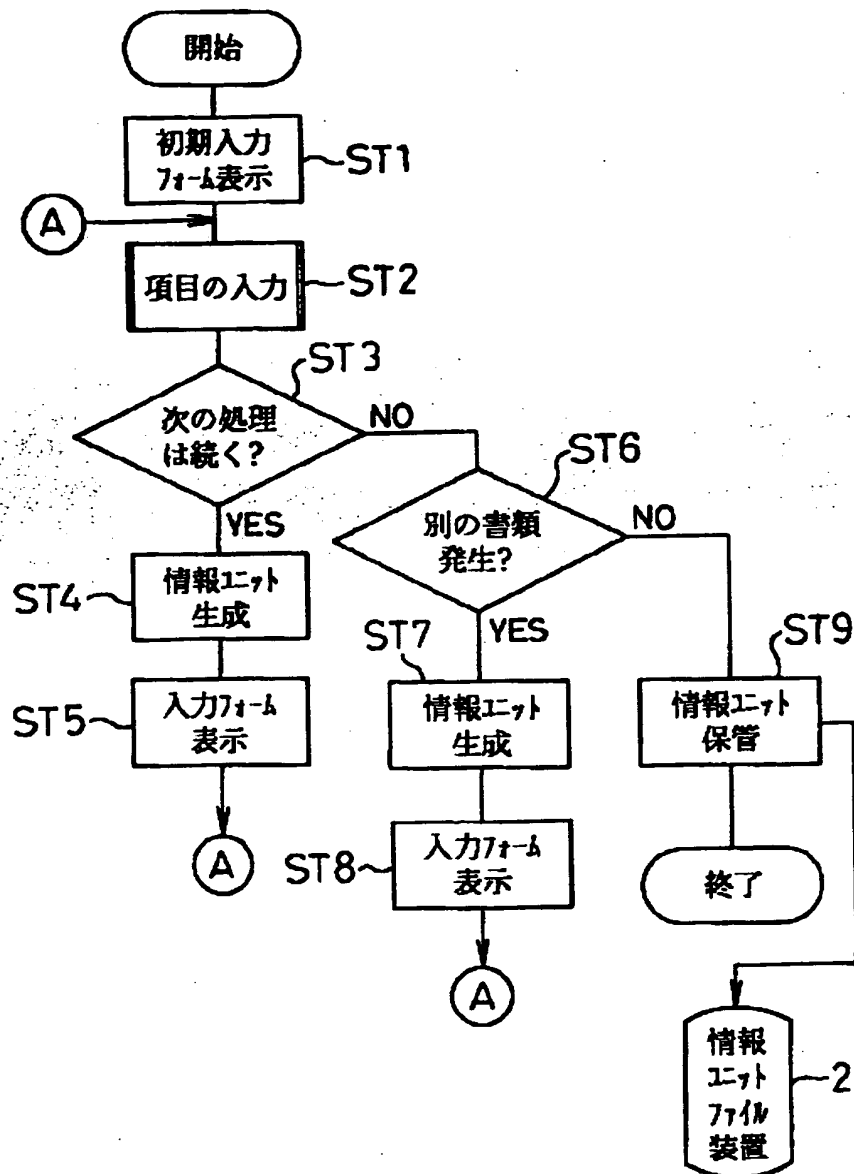 開始
初期入力
フォーム表示
ST1
A
項目の入力
ST2
ST3
次の処理
は続く?
NO
YES
ST6
別の書類
発生?
NO
YES
ST4
情報ユニット
生成
ST7
情報ユニット
生成
ST9
情報ユニット
保管
ST5
入力フォーム
表示
ST8
入力フォーム
表示
A
終了
A
情報
ユニット
ファイル
装置
2